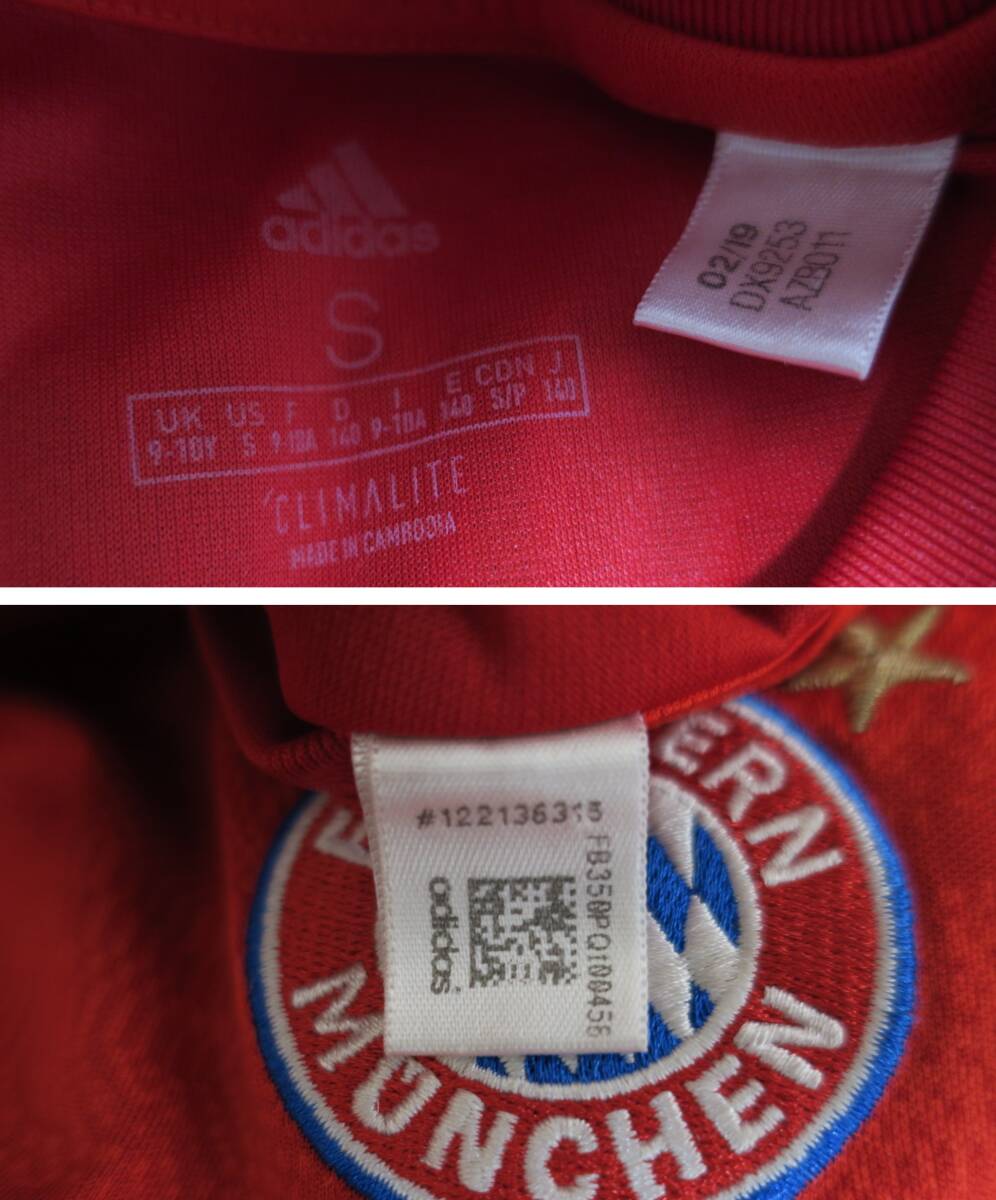 adidas
S
UK US F D I E CDN J
9-10Y S 9-10A 140 9-10A 140 S/P 140
CLIMALITE
MADE IN CAMBODIA
02/19
DX9253
AZB011
#122136315
FB350PQ100456
adidas
ERN
MÜNCHEN